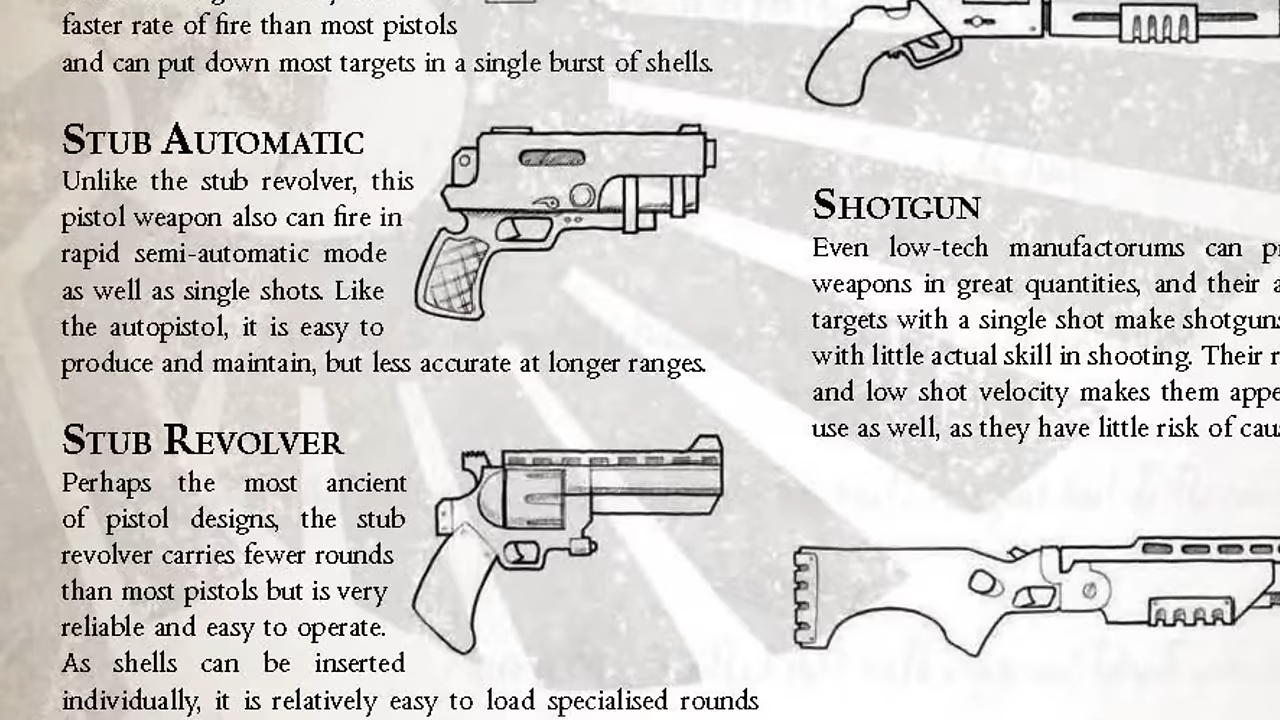 faster rate of fire than most pistols
and can put down most targets in a single burst of shells.
STUB AUTOMATIC
Unlike the stub revolver, this
pistol weapon also can fire in
rapid semi-automatic mode
as well as single shots. Like
the autopistol, it is easy to
produce and maintain, but less accurate at longer ranges.
STUB REVOLVER
Perhaps the most ancient
of pistol designs, the stub
revolver carries fewer rounds
than most pistols but is very
reliable and easy to operate.
As shells can be inserted
individually, it is relatively easy to load specialised rounds
SHOTGUN
Even low-tech manufactorums can
weapons in great quantities, and their
targets with a single shot make shotguns
with little actual skill in shooting. Their
and low shot velocity makes them
use as well, as they have little risk of